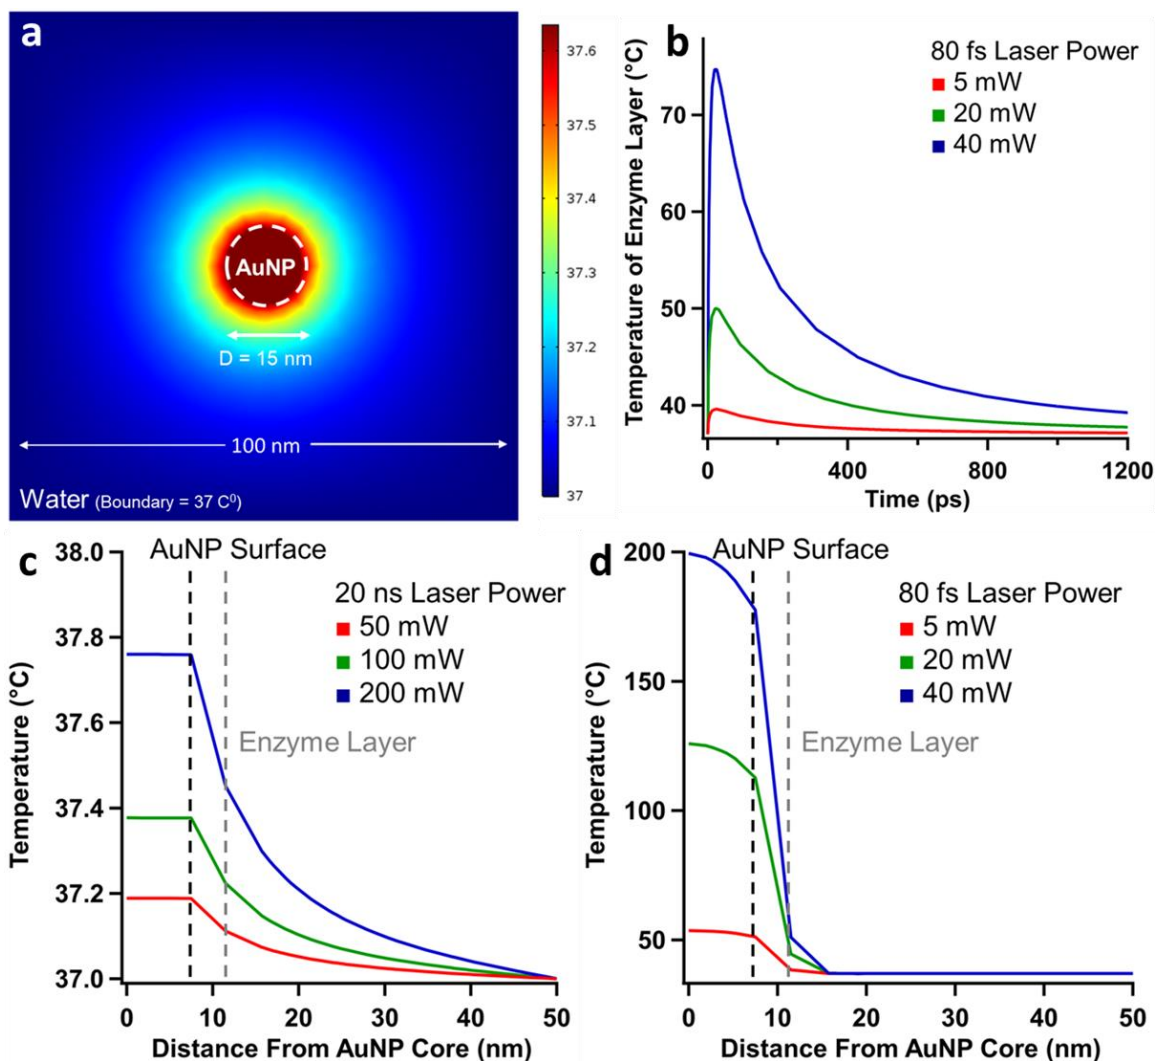 a
AuNP
D = 15 nm
100 nm
Water (Boundary = 37 C⁰)
37.6
37.5
37.4
37.3
37.2
37.1
37
b
80 fs Laser Power
5 mW
20 mW
40 mW
Temperature of Enzyme Layer (°C)
70
60
50
40
0
400
800
1200
Time (ps)
c
AuNP Surface
20 ns Laser Power
50 mW
100 mW
200 mW
Enzyme Layer
Temperature (°C)
38.0
37.8
37.6
37.4
37.2
37.0
0
10
20
30
40
50
Distance From AuNP Core (nm)
d
AuNP Surface
80 fs Laser Power
5 mW
20 mW
40 mW
Enzyme Layer
Temperature (°C)
200
150
100
50
0
10
20
30
40
50
Distance From AuNP Core (nm)